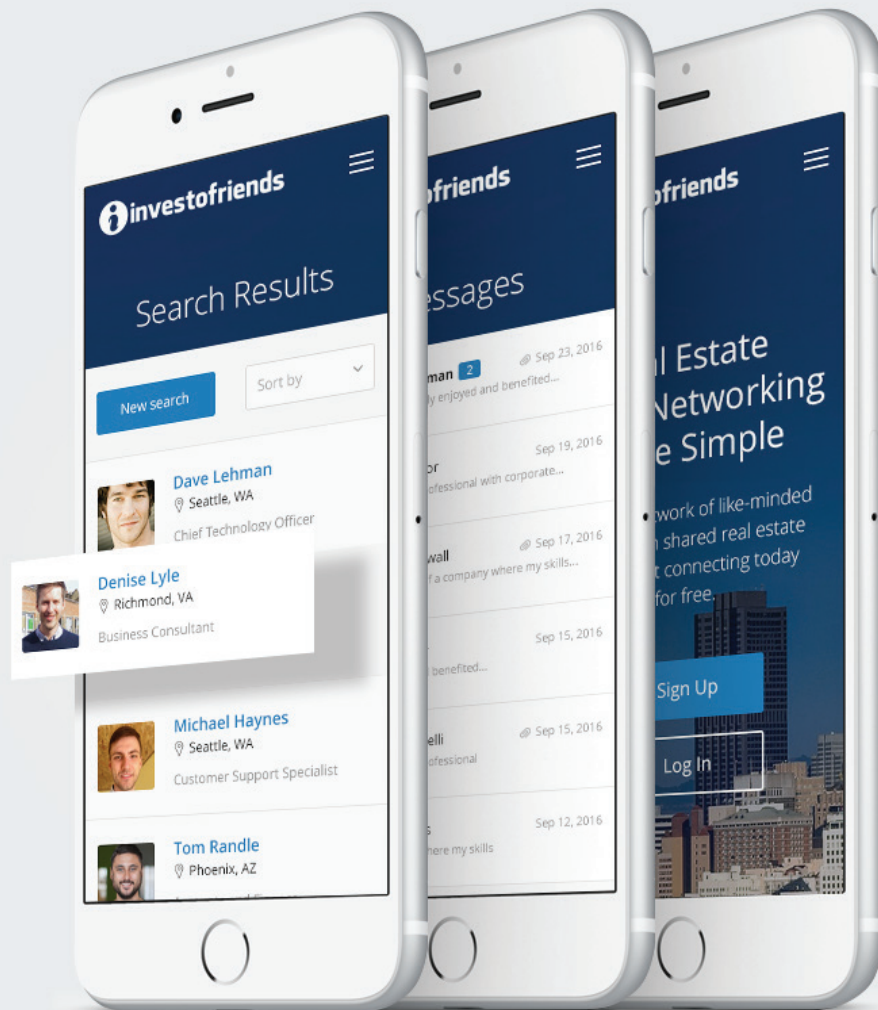 investofriends
Search Results
New search
Sort by
Dave Lehman
Seattle, WA
Chief Technology Officer
Denise Lyle
Richmond, VA
Business Consultant
Michael Haynes
Seattle, WA
Customer Support Specialist
Tom Randle
Phoenix, AZ
ofriends
essages
man 2 Sep 23, 2016
ly enjoyed and benefited...
or Sep 19, 2016
ofessional with corporate...
wall Sep 17, 2016
f a company where my skills...
Sep 15, 2016
benefited...
elli Sep 15, 2016
ofessional
s Sep 12, 2016
here my skills
ofriends
l Estate
Networking
e Simple
work of like-minded
shared real estate
t connecting today
for free.
Sign Up
Log In